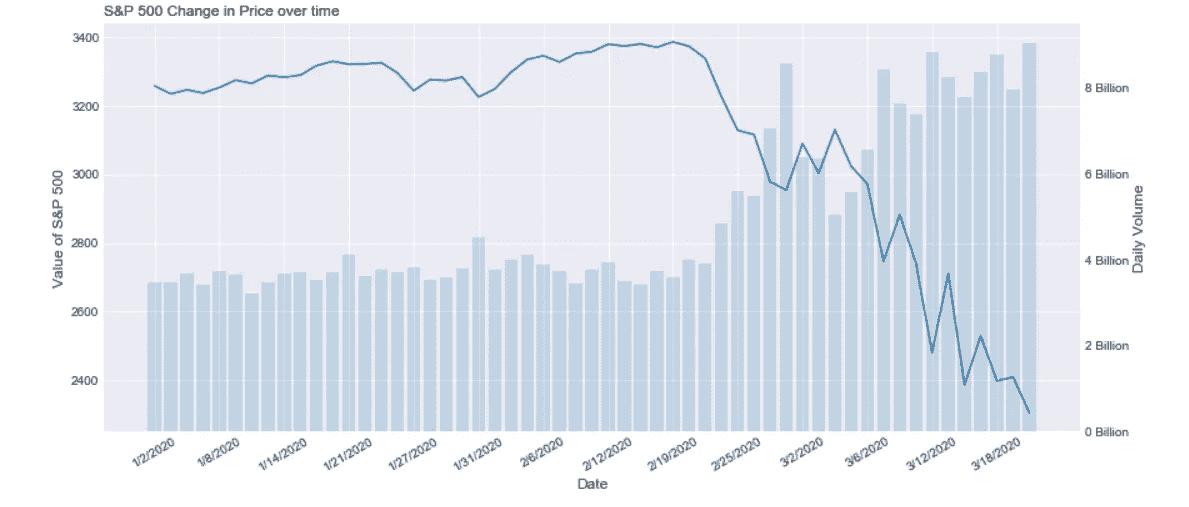 S&P 500 Change in Price over time
3400
3200
3000
2800
2600
2400
Value of S&P 500
8 Billion
6 Billion
4 Billion
2 Billion
0 Billion
Daily Volume
1/2/2020
1/8/2020
1/14/2020
1/21/2020
1/27/2020
1/31/2020
2/6/2020
2/12/2020
2/19/2020
2/25/2020
3/2/2020
3/6/2020
3/12/2020
3/18/2020
Date